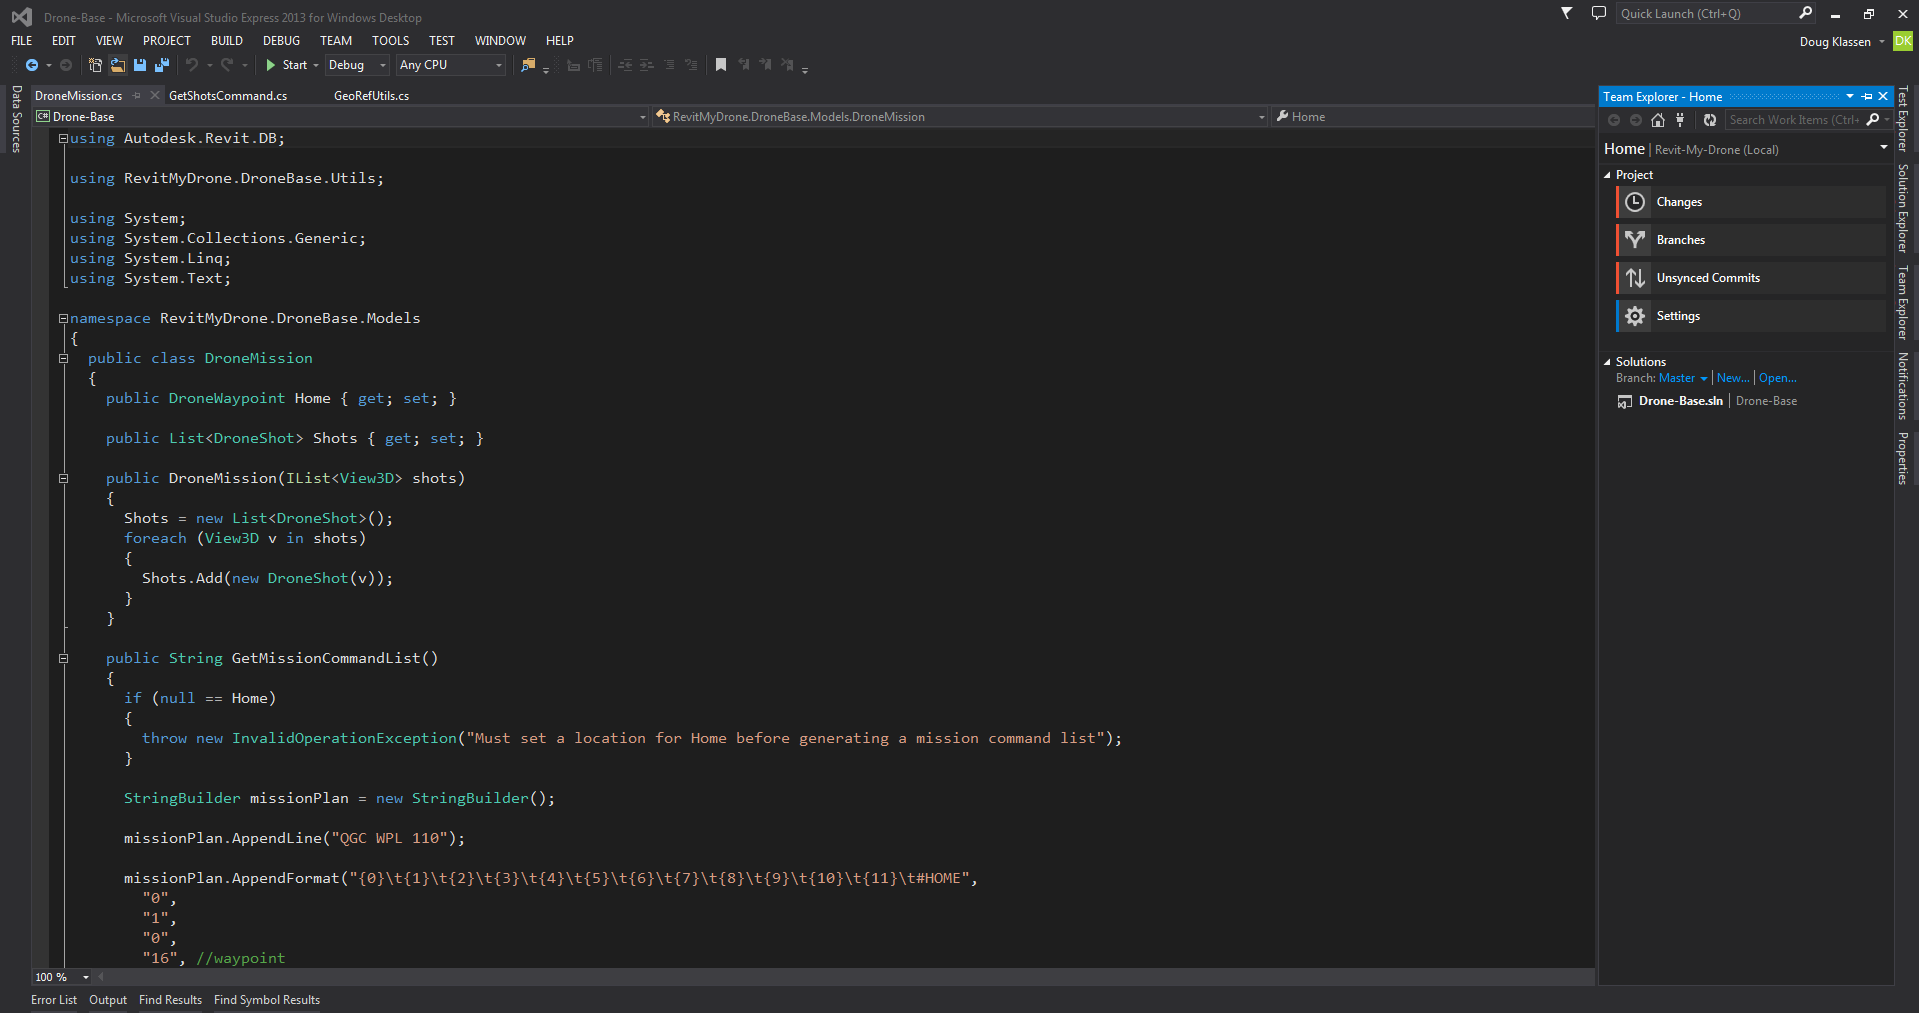 Drone-Base - Microsoft Visual Studio Express 2013 for Windows Desktop
Quick Launch (Ctrl+Q)
FILE EDIT VIEW PROJECT BUILD DEBUG TEAM TOOLS TEST WINDOW HELP
Doug Klassen DK
Start Debug Any CPU
Data Sources
DroneMission.cs GetShotsCommand.cs GeoRefUtils.cs
C# Drone-Base RevitMyDrone.DroneBase.Models.DroneMission Home
using Autodesk.Revit.DB;
using RevitMyDrone.DroneBase.Utils;
using System;
using System.Collections.Generic;
using System.Linq;
using System.Text;
namespace RevitMyDrone.DroneBase.Models
{
public class DroneMission
{
public DroneWaypoint Home { get; set; }
public List<DroneShot> Shots { get; set; }
public DroneMission(IList<View3D> shots)
{
Shots = new List<DroneShot>();
foreach (View3D v in shots)
{
Shots.Add(new DroneShot(v));
}
}
public String GetMissionCommandList()
{
if (null == Home)
{
throw new InvalidOperationException("Must set a location for Home before generating a mission command list");
}
StringBuilder missionPlan = new StringBuilder();
missionPlan.AppendLine("QGC WPL 110");
missionPlan.AppendFormat("{0}\t{1}\t{2}\t{3}\t{4}\t{5}\t{6}\t{7}\t{8}\t{9}\t{10}\t{11}\t#HOME",
"0",
"1",
"0",
"16", //waypoint
100 %
Error List Output Find Results Find Symbol Results
Team Explorer - Home
Search Work Items (Ctrl+
Home | Revit-My-Drone (Local)
Project
Changes
Branches
Unsynced Commits
Settings
Solutions
Branch: Master | New... | Open...
Drone-Base.sln | Drone-Base
Test Explorer
Solution Explorer
Team Explorer
Notifications
Properties